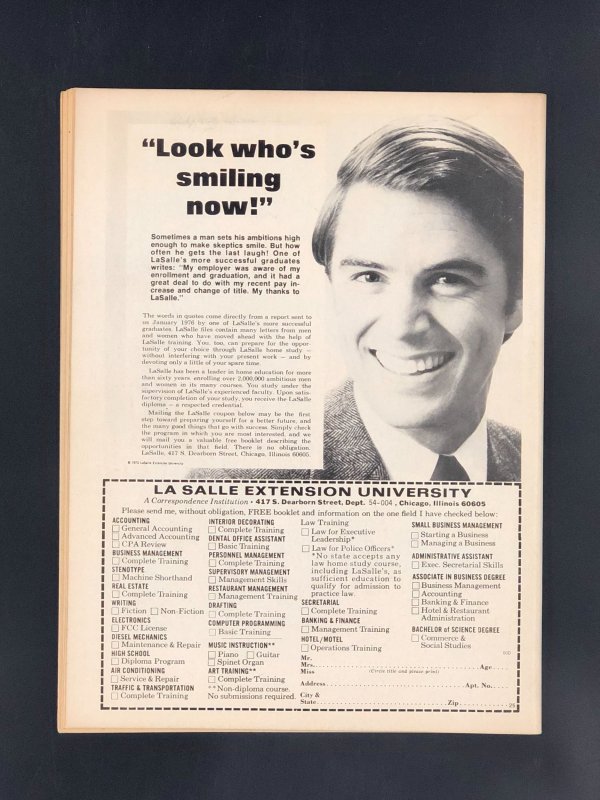 “Look who's
smiling
now!”
Sometimes a man sets his ambitions high
enough to make skeptics smile. But how
often he gets the last laugh! One of
LaSalle's more successful graduates
writes: "My employer was aware of my
enrollment and graduation, and it had a
great deal to do with my recent pay in-
crease and change of title. My thanks to
LaSalle."
The words in quotes come directly from a report sent to
us January 1976 by one of LaSalle's more successful
graduates. LaSalle files contain many letters from men
and women who have moved ahead with the help of
LaSalle training. You, too, can prepare for the oppor-
tunity of your choice through LaSalle home study —
without interfering with your present work — and by
devoting only a little of your spare time.
LaSalle has been a leader in home education for more
than sixty years enrolling over 2,000,000 ambitious men
and women in its many courses. You study under the
supervision of LaSalle's experienced faculty. Upon satis-
factory completion of your study, you receive the LaSalle
diploma — a respected credential.
Mailing the LaSalle coupon below may be the first
step toward preparing yourself for a better future, and
the many good things that go with success. Simply check
the program in which you are most interested, and we
will mail you a valuable free booklet describing the
opportunities in that field. There is no obligation.
LaSalle, 417 S. Dearborn Street, Chicago, Illinois 60605.
LaSalle Extension University
LA SALLE EXTENSION UNIVERSITY
A Correspondence Institution • 417 S. Dearborn Street, Dept. 54-004, Chicago, Illinois 60605
Please send me, without obligation, FREE booklet and information on the one field I have checked below:
ACCOUNTING
General Accounting
Advanced Accounting
CPA Review
BUSINESS MANAGEMENT
Complete Training
STENOTYPE
Machine Shorthand
REAL ESTATE
Complete Training
WRITING
Fiction Non-Fiction
ELECTRONICS
FCC License
DIESEL MECHANICS
Maintenance & Repair
HIGH SCHOOL
Diploma Program
AIR CONDITIONING
Service & Repair
TRAFFIC & TRANSPORTATION
Complete Training
INTERIOR DECORATING
Complete Training
DENTAL OFFICE ASSISTANT
Basic Training
PERSONNEL MANAGEMENT
Complete Training
SUPERVISORY MANAGEMENT
Management Skills
RESTAURANT MANAGEMENT
Management Training
DRAFTING
Complete Training
COMPUTER PROGRAMMING
Basic Training
MUSIC INSTRUCTION**
Piano Guitar
Spinet Organ
ART TRAINING**
Complete Training
**Non-diploma course.
No submissions required.
Law Training
Law for Executive
Leadership*
Law for Police Officers*
*No state accepts any
law home study course,
including LaSalle's, as
sufficient education to
qualify for admission to
practice law.
SECRETARIAL
Complete Training
BANKING & FINANCE
Management Training
HOTEL/MOTEL
Operations Training
SMALL BUSINESS MANAGEMENT
Starting a Business
Managing a Business
ADMINISTRATIVE ASSISTANT
Exec. Secretarial Skills
ASSOCIATE IN BUSINESS DEGREE
Business Management
Accounting
Banking & Finance
Hotel & Restaurant
Administration
BACHELOR of SCIENCE DEGREE
Commerce &
Social Studies
Mr.
Mrs. Age
Miss (Circle title and please print)
Address Apt. No.
City &
State Zip